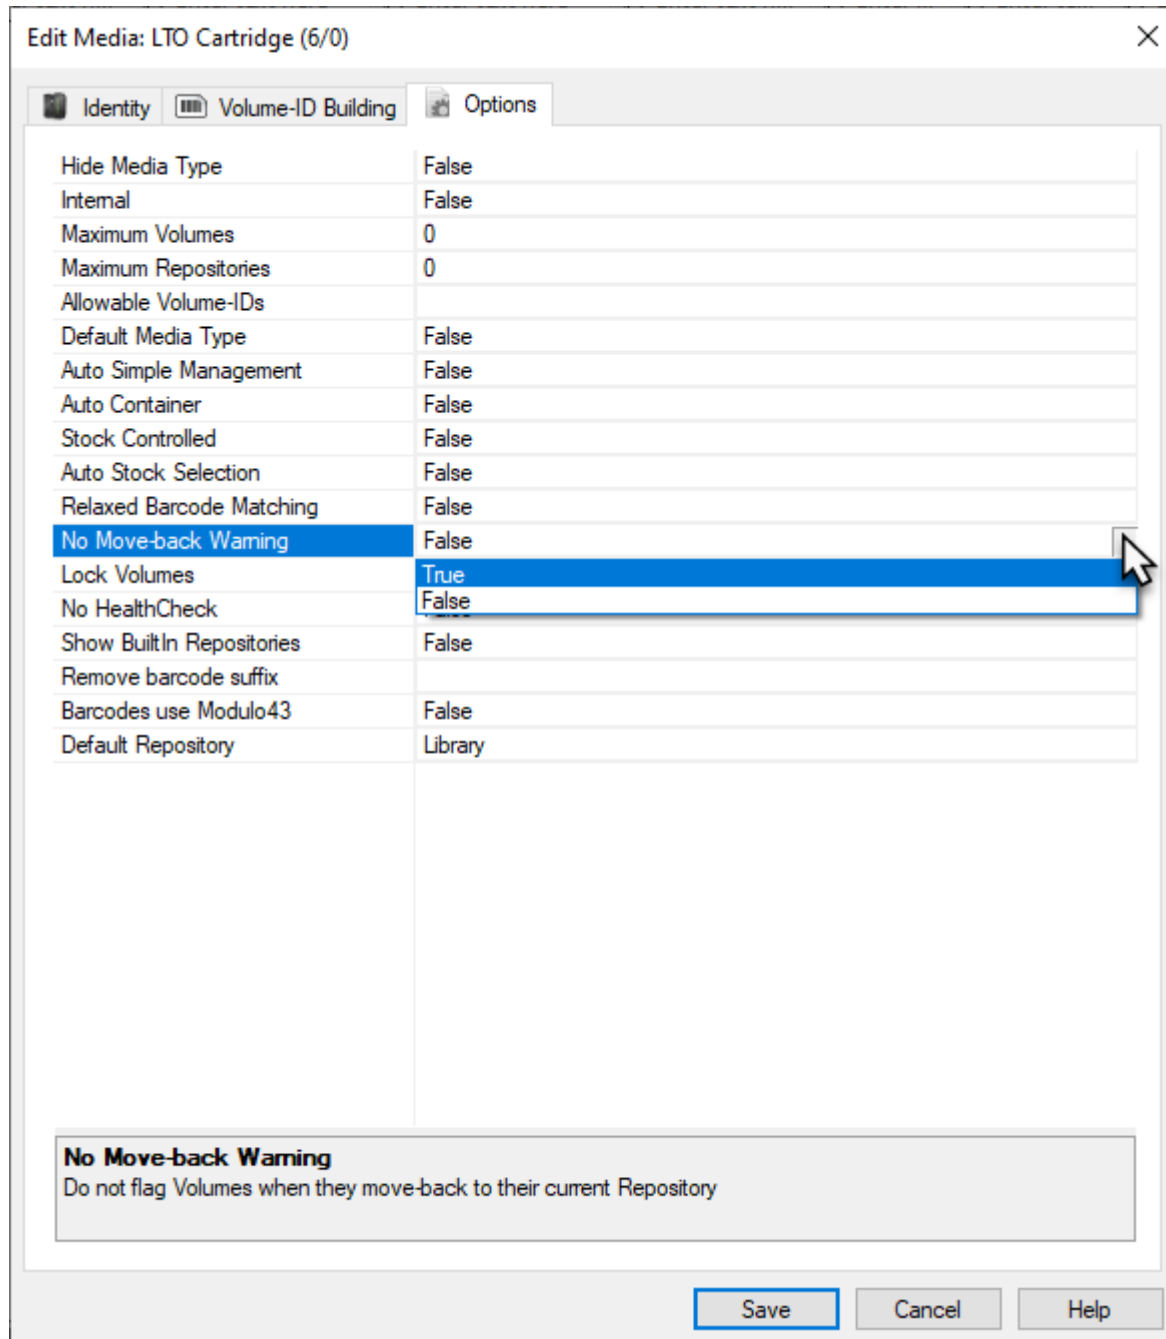 Edit Media: LTO Cartridge (6/0)
Identity Volume-ID Building Options
Hide Media Type False
Internal False
Maximum Volumes 0
Maximum Repositories 0
Allowable Volume-IDs
Default Media Type False
Auto Simple Management False
Auto Container False
Stock Controlled False
Auto Stock Selection False
Relaxed Barcode Matching False
No Move-back Warning False
Lock Volumes True
No HealthCheck False
Show BuiltIn Repositories False
Remove barcode suffix
Barcodes use Modulo43 False
Default Repository Library
No Move-back Warning
Do not flag Volumes when they move-back to their current Repository
Save Cancel Help